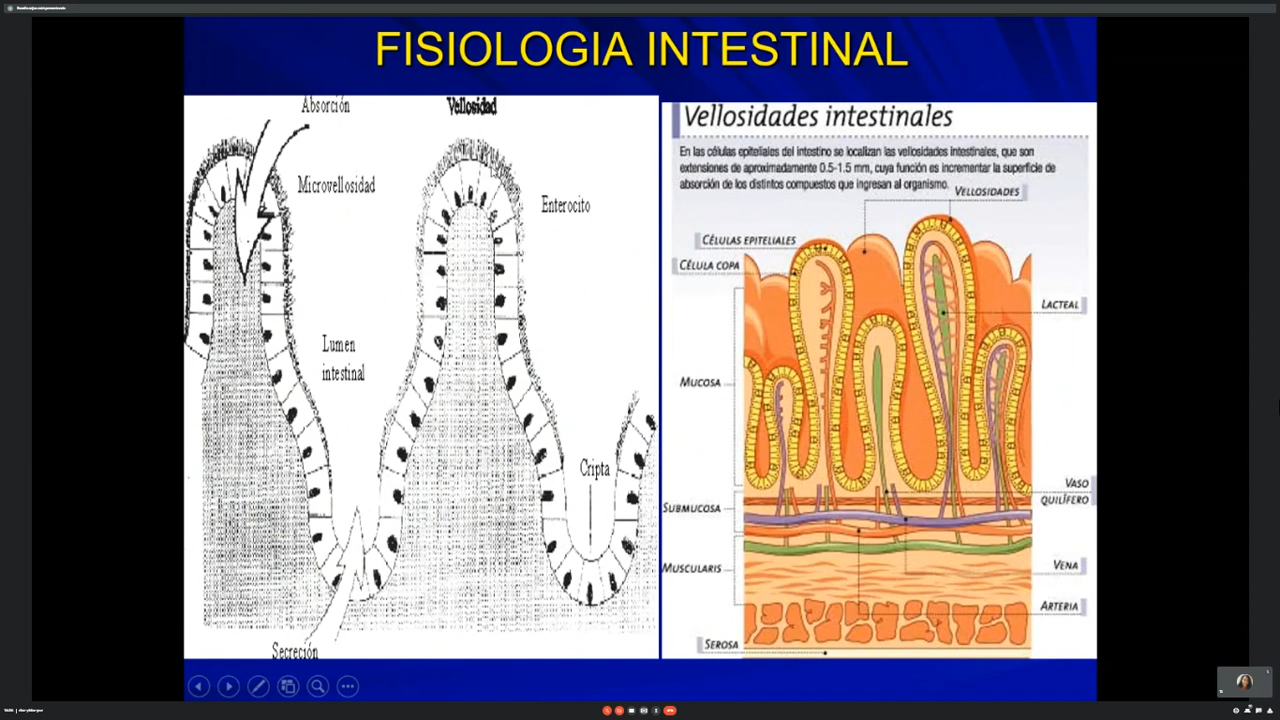 FISIOLOGIA INTESTINAL
Absorción
Vellosidad
Microvellosidad
Enterocito
Lumen
intestinal
Cripta
Secreción
Vellosidades intestinales
En las células epiteliales del intestino se localizan las vellosidades intestinales, que son
extensiones de aproximadamente 0.5-1.5 mm, cuya función es incrementar la superficie de
absorción de los distintos compuestos que ingresan al organismo.
VELLOSIDADES
CÉLULAS EPITELIALES
CÉLULA COPA
LACTEAL
MUCOSA
VASO
QUILÍFERO
SUBMUCOSA
MUSCULARIS
VENA
ARTERIA
SEROSA